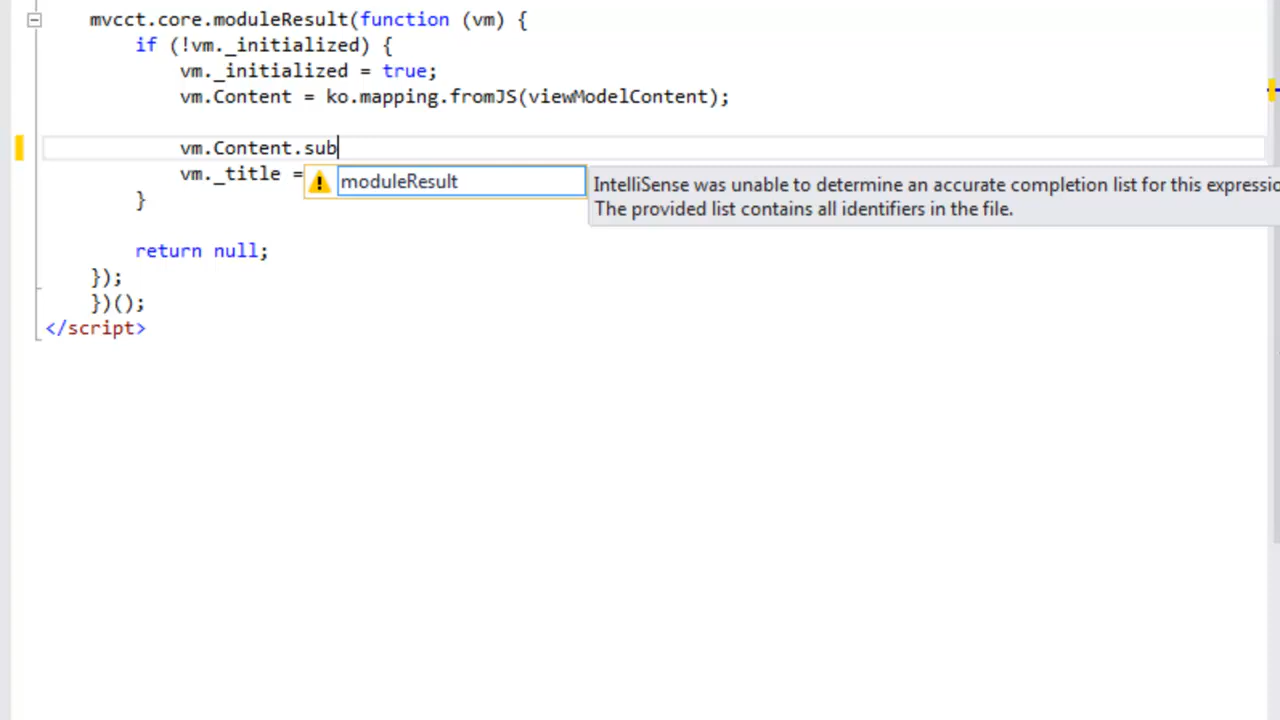 mvcct.core.moduleResult(function (vm) {
if (!vm._initialized) {
vm._initialized = true;
vm.Content = ko.mapping.fromJS(viewModelContent);
vm.Content.sub
vm._title =
moduleResult
IntelliSense was unable to determine an accurate completion list for this expressio
The provided list contains all identifiers in the file.
}
return null;
});
})();
</script>